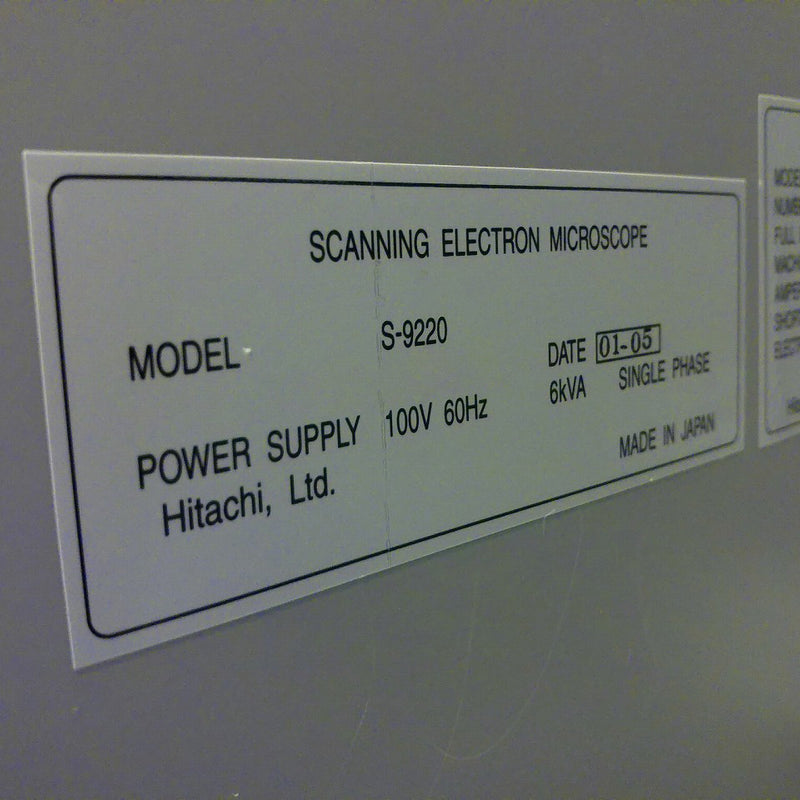 SCANNING ELECTRON MICROSCOPE
MODEL S-9220
DATE 01-05
POWER SUPPLY 100V 60Hz 6kVA SINGLE PHASE
Hitachi, Ltd. MADE IN JAPAN
FULL